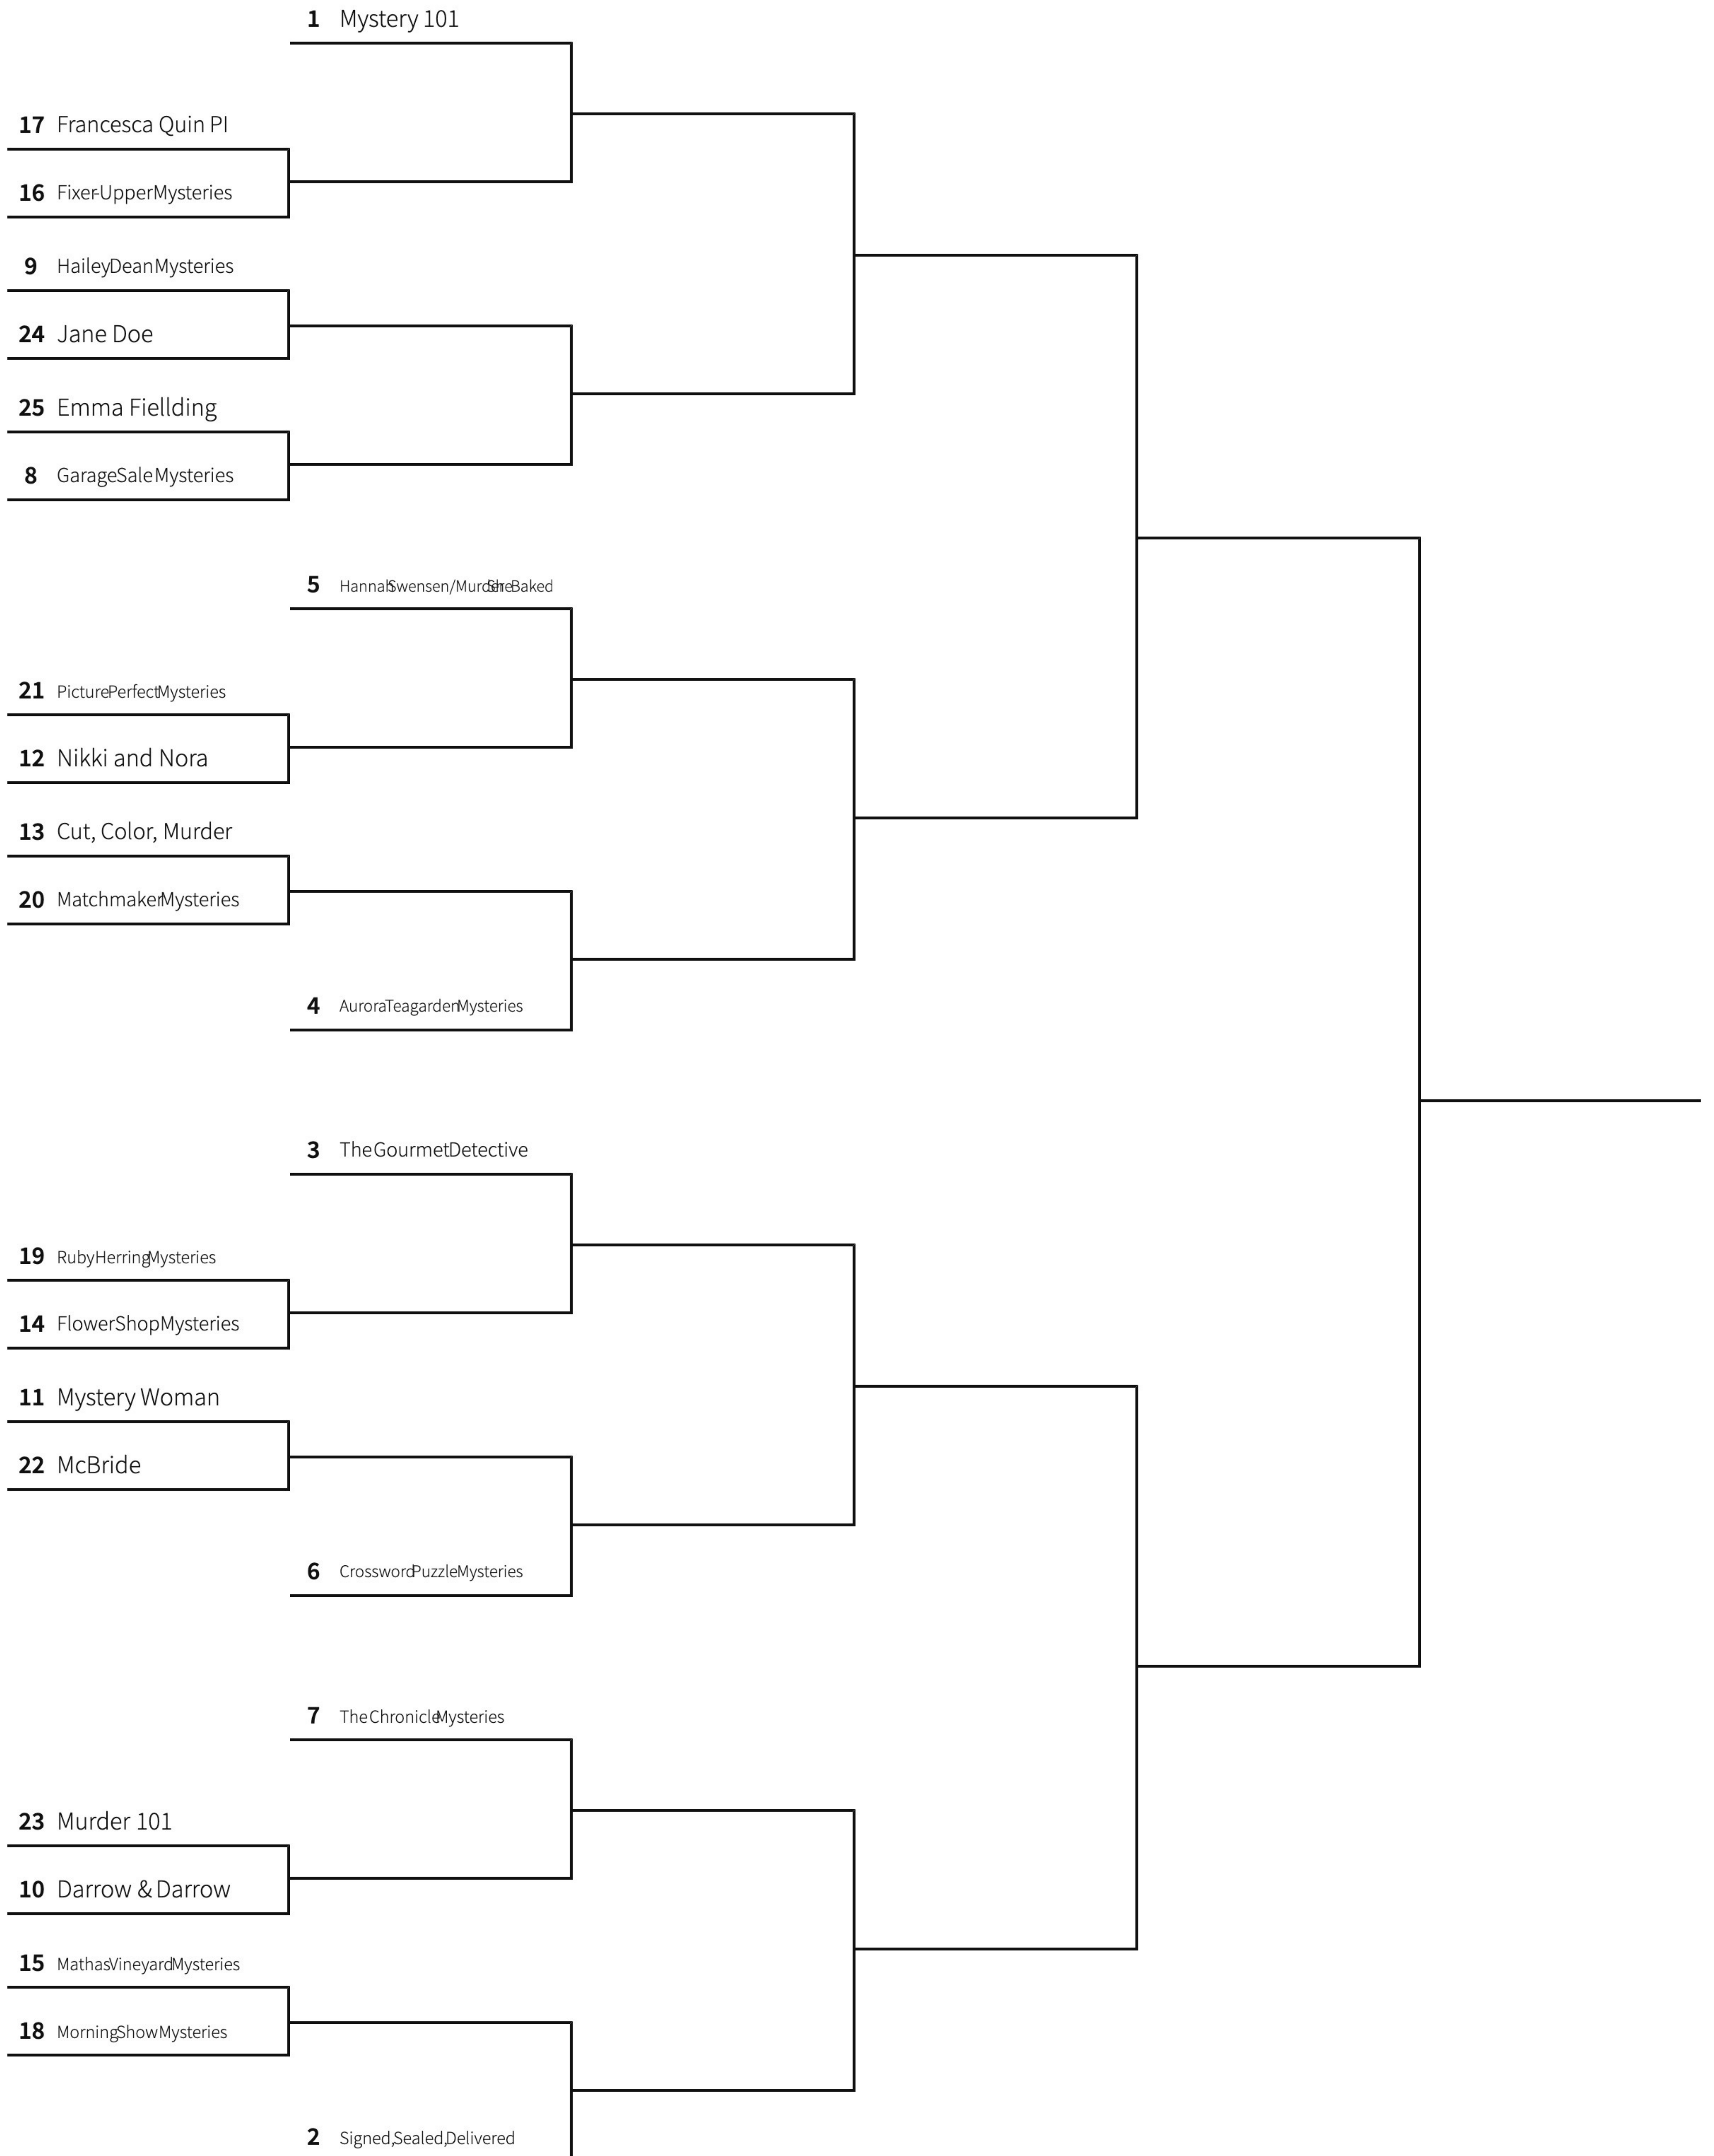 1 Mystery 101
17 Francesca Quin PI
16 Fixer-Upper Mysteries
9 Hailey Dean Mysteries
24 Jane Doe
25 Emma Fiellding
8 Garage Sale Mysteries
5 Hannah Swensen/Murder She Baked
21 Picture Perfect Mysteries
12 Nikki and Nora
13 Cut, Color, Murder
20 Matchmaker Mysteries
4 Aurora Teagarden Mysteries
3 The Gourmet Detective
19 Ruby Herring Mysteries
14 Flower Shop Mysteries
11 Mystery Woman
22 McBride
6 Crossword Puzzle Mysteries
7 The Chronicle Mysteries
23 Murder 101
10 Darrow & Darrow
15 Mathas Vineyard Mysteries
18 Morning Show Mysteries
2 Signed, Sealed, Delivered